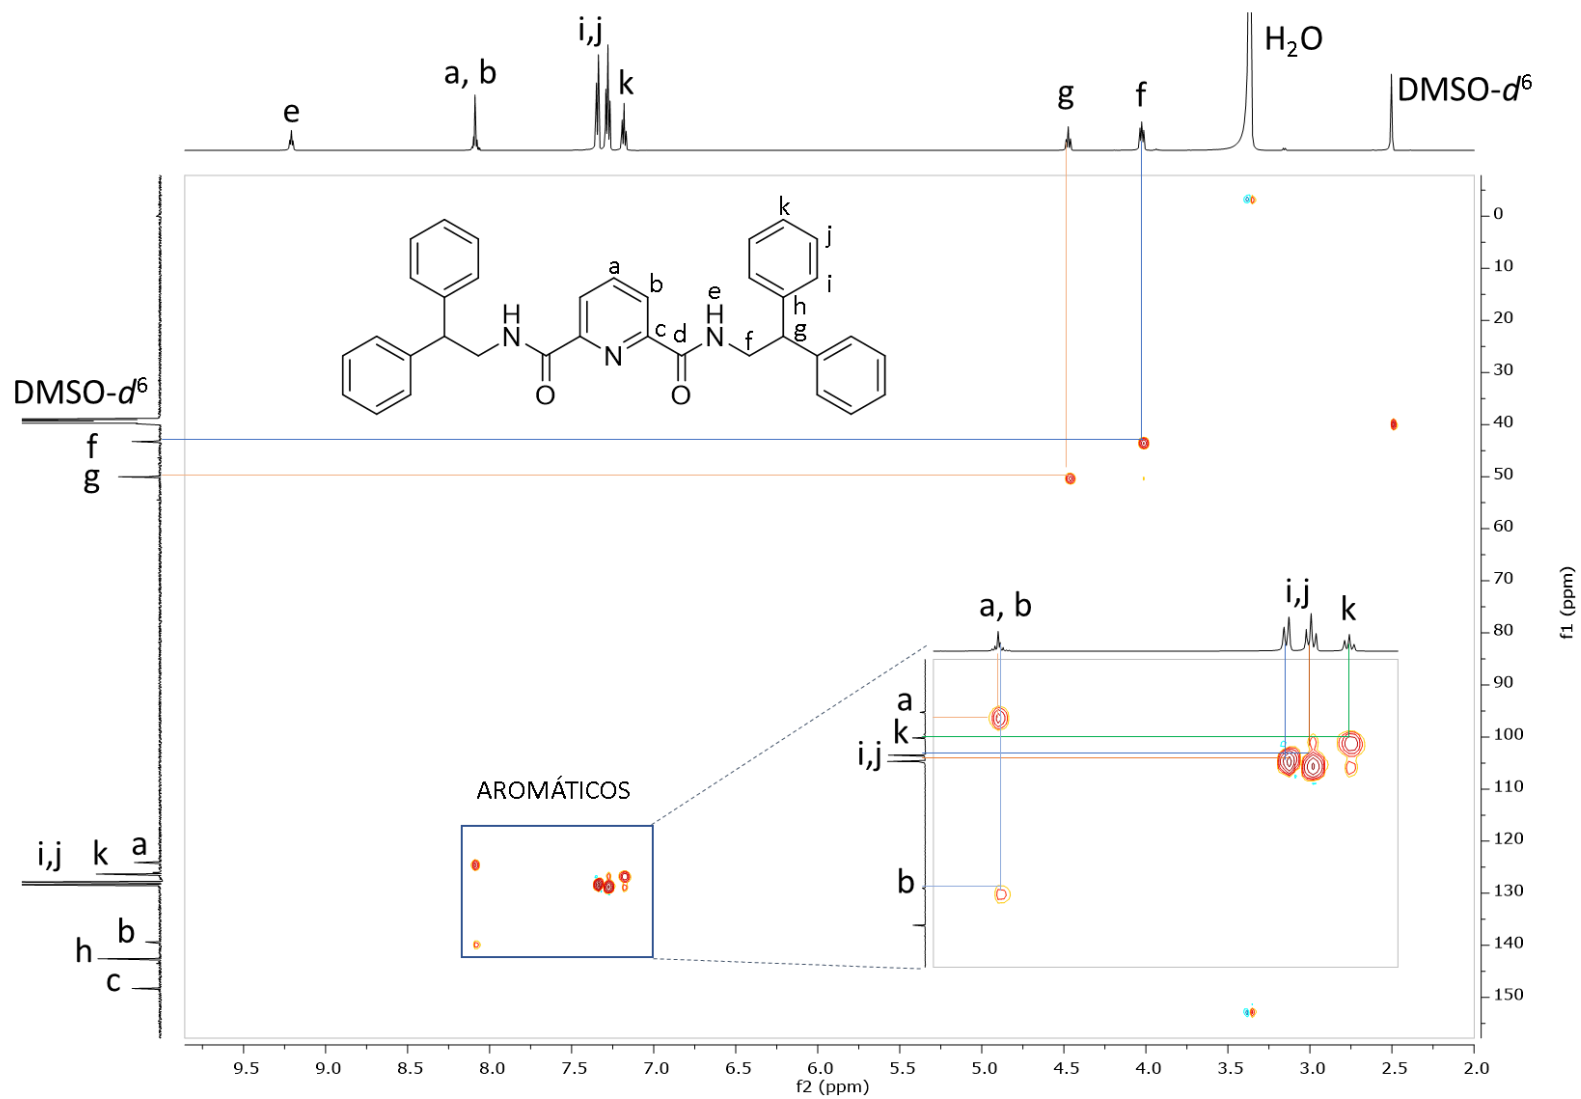 i,j
H₂O
a, b
k
g
f
DMSO-d⁶
e
k
j
i
h
g
a
b
e
H
N
f
c
d
N
O
O
H
N
DMSO-d⁶
f
g
0
10
20
30
40
50
60
70
80
90
100
110
120
130
140
150
f1 (ppm)
a, b
i,j
k
a
k
i,j
b
AROMÁTICOS
i,j
k
a
b
h
c
9.5
9.0
8.5
8.0
7.5
7.0
6.5
6.0
5.5
5.0
4.5
4.0
3.5
3.0
2.5
2.0
f2 (ppm)